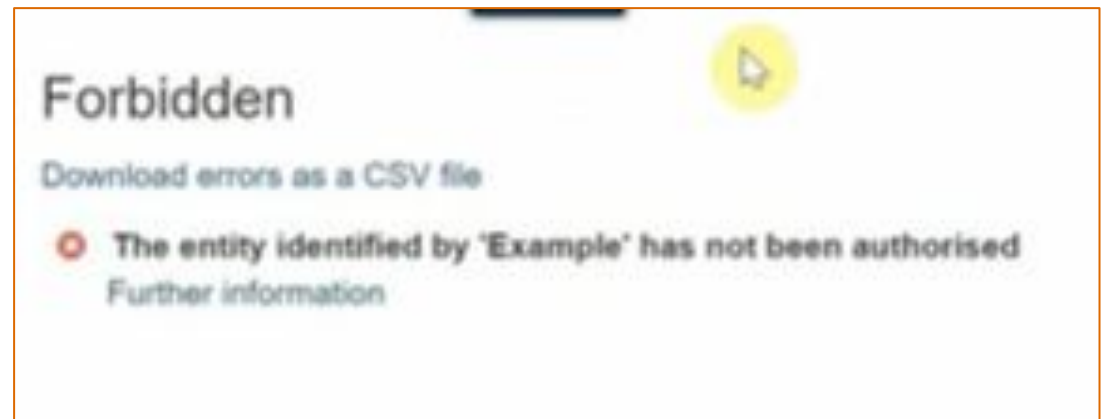 Forbidden
Download errors as a CSV file
The entity identified by 'Example' has not been authorised
Further information